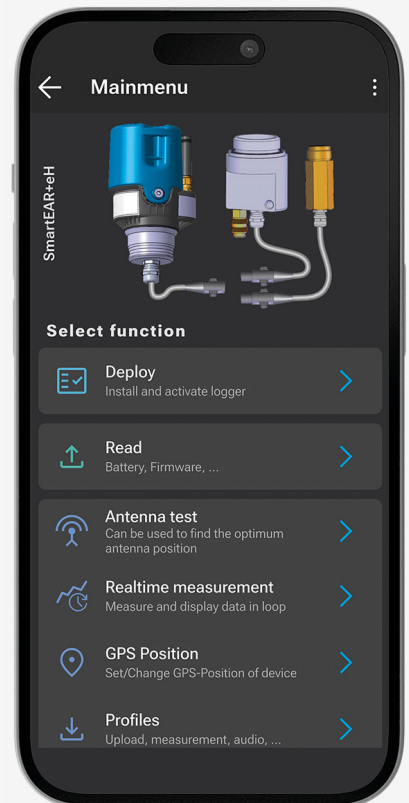 Mainmenu
SmartEAR+eH
Select function
Deploy
Install and activate logger
Read
Battery, Firmware, ...
Antenna test
Can be used to find the optimum
antenna position
Realtime measurement
Measure and display data in loop
GPS Position
Set/Change GPS-Position of device
Profiles
Upload, measurement, audio, ...